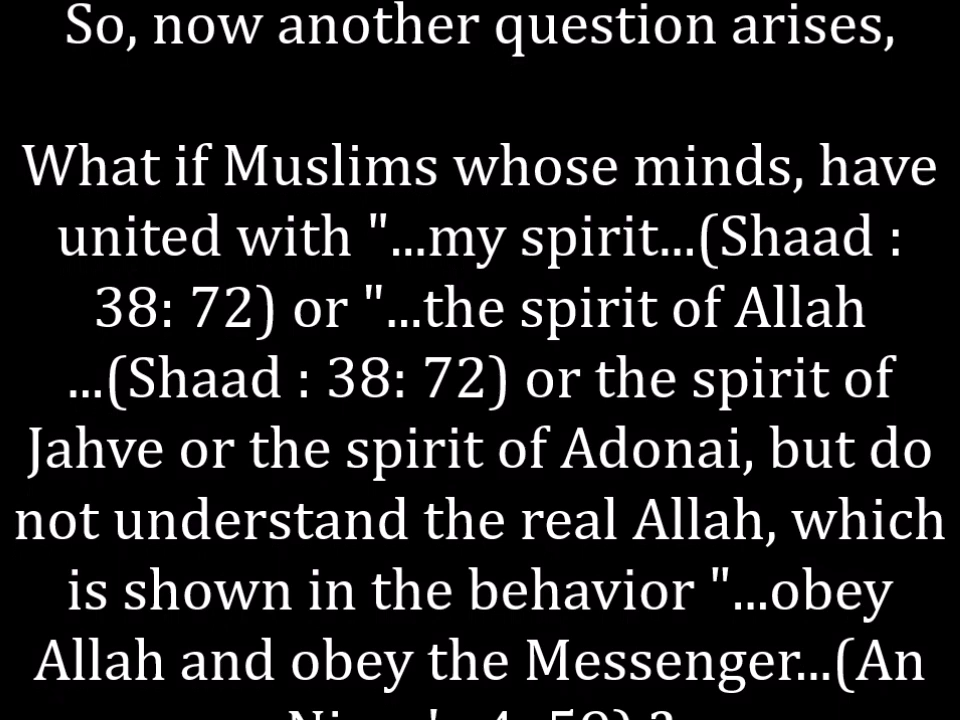 So, now another question arises,
What if Muslims whose minds, have
united with "...my spirit...(Shaad :
38: 72) or "...the spirit of Allah
...(Shaad : 38: 72) or the spirit of
Jahve or the spirit of Adonai, but do
not understand the real Allah, which
is shown in the behavior "...obey
Allah and obey the Messenger...(An